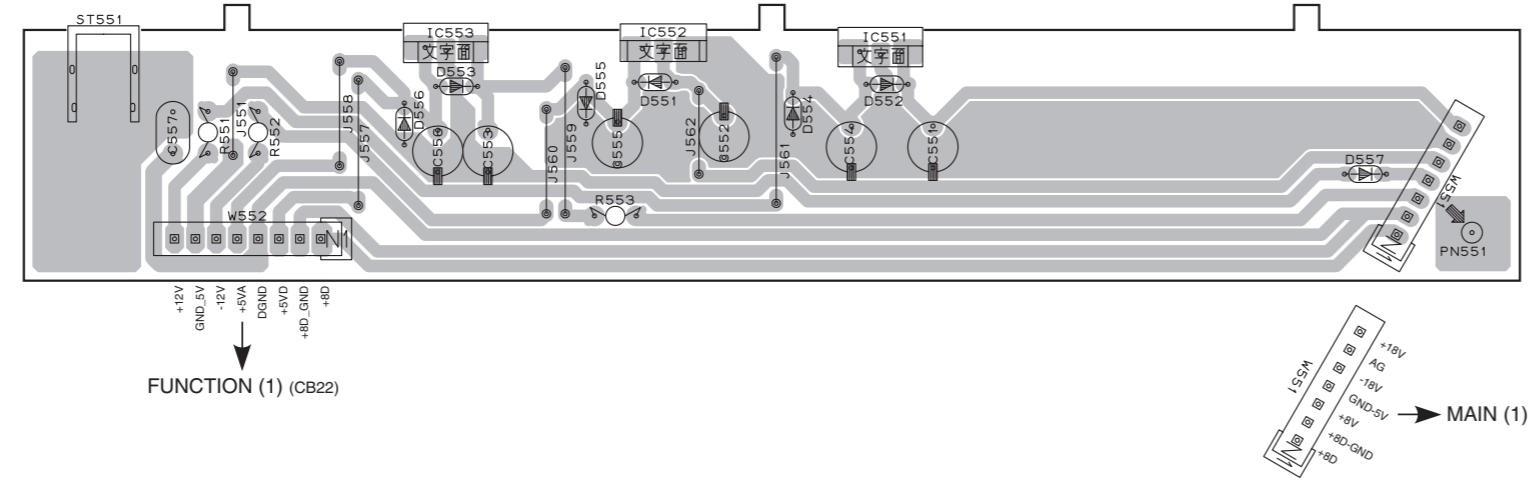 ST551
IC553
文字面
IC552
文字面
IC551
文字面
D553
D556
D555
D551
D554
D552
C557
R551
J551
R552
J558
J557
C556
C553
J560
J559
C555
J562
C552
J561
C554
C551
D557
R553
W552
W551
PN551
+12V
GND_5V
-12V
+5VA
DGND
+5VD
+8D_GND
+8D
FUNCTION (1) (CB22)
W551
+18V
AG
-18V
GND-5V
+8V
+8D-GND
+8D
MAIN (1)